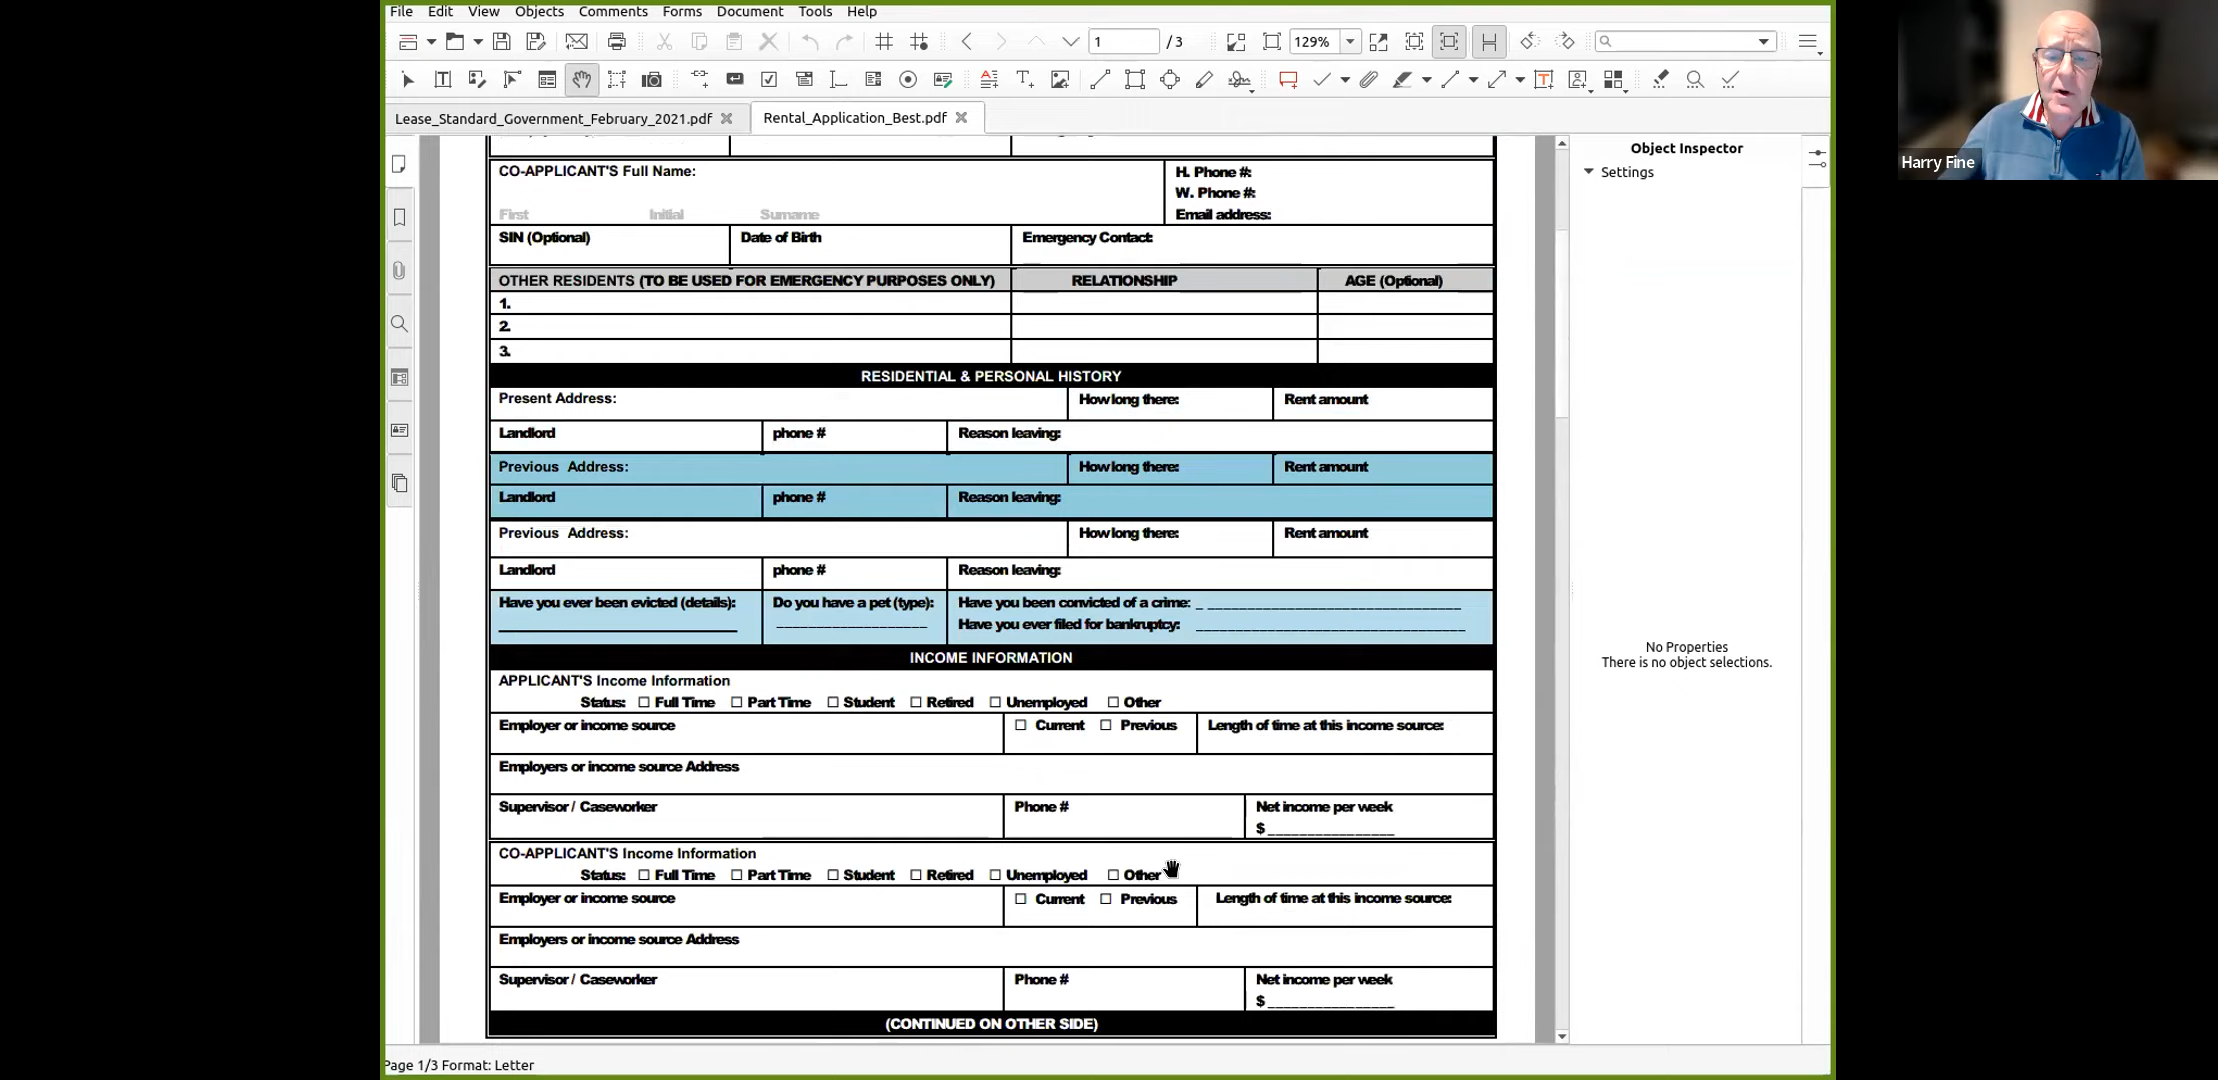 File Edit View Objects Comments Forms Document Tools Help
1 / 3 129%
Lease_Standard_Government_February_2021.pdf Rental_Application_Best.pdf
Harry Fine
Object Inspector
Settings
No Properties
There is no object selections.
CO-APPLICANT'S Full Name: H. Phone #:
W. Phone #:
First Initial Surname Email address:
SIN (Optional) Date of Birth Emergency Contact:
OTHER RESIDENTS (TO BE USED FOR EMERGENCY PURPOSES ONLY) RELATIONSHIP AGE (Optional)
1.
2.
3.
RESIDENTIAL & PERSONAL HISTORY
Present Address: How long there: Rent amount
Landlord phone # Reason leaving:
Previous Address: How long there: Rent amount
Landlord phone # Reason leaving:
Previous Address: How long there: Rent amount
Landlord phone # Reason leaving:
Have you ever been evicted (details): Do you have a pet (type): Have you been convicted of a crime:
Have you ever filed for bankruptcy:
INCOME INFORMATION
APPLICANT'S Income Information
Status: ☐ Full Time ☐ Part Time ☐ Student ☐ Retired ☐ Unemployed ☐ Other
Employer or income source ☐ Current ☐ Previous Length of time at this income source:
Employers or income source Address
Supervisor / Caseworker Phone # Net income per week
$ _______________
CO-APPLICANT'S Income Information
Status: ☐ Full Time ☐ Part Time ☐ Student ☐ Retired ☐ Unemployed ☐ Other
Employer or income source ☐ Current ☐ Previous Length of time at this income source:
Employers or income source Address
Supervisor / Caseworker Phone # Net income per week
$ _______________
(CONTINUED ON OTHER SIDE)
Page 1/3 Format: Letter